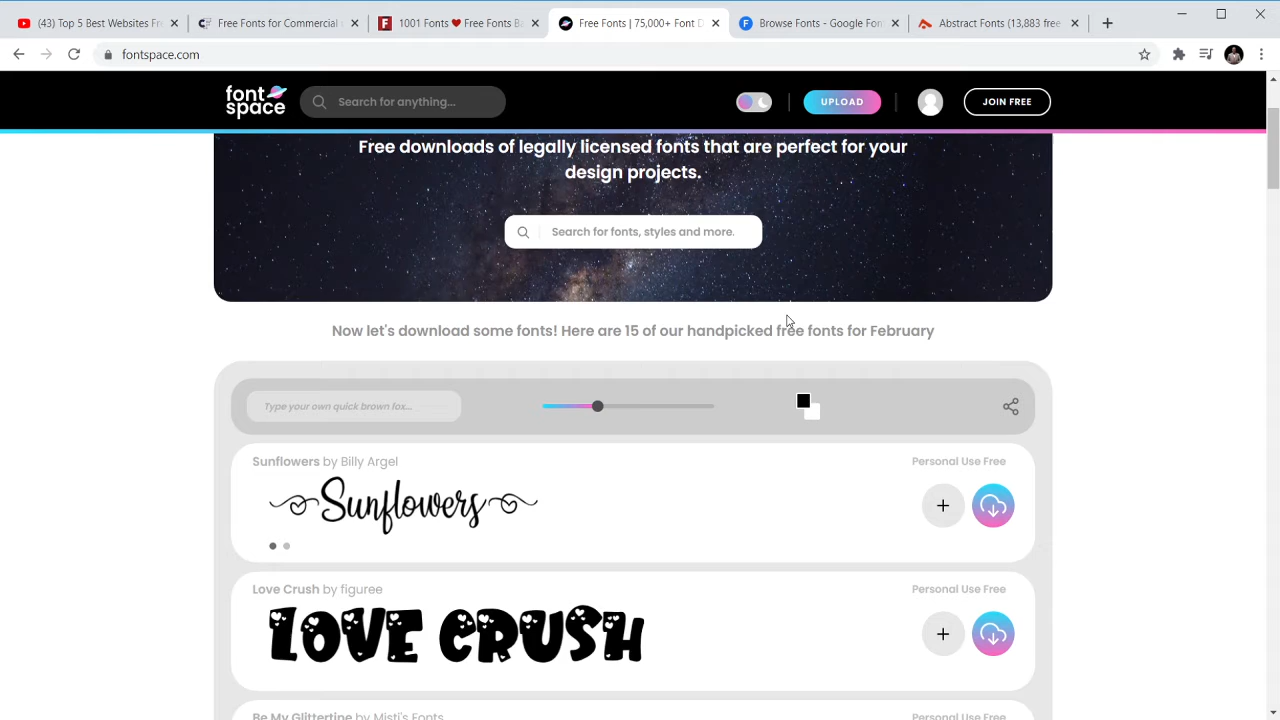 (43) Top 5 Best Websites Fr
Free Fonts for Commercial
1001 Fonts ❤ Free Fonts Ba
Free Fonts | 75,000+ Font D
Browse Fonts - Google Fon
Abstract Fonts (13,883 free
fontspace.com
font
space
Search for anything...
UPLOAD
JOIN FREE
Free downloads of legally licensed fonts that are perfect for your
design projects.
Search for fonts, styles and more.
Now let's download some fonts! Here are 15 of our handpicked free fonts for February
Type your own quick brown fox...
Sunflowers by Billy Argel
Personal Use Free
Sunflowers
Love Crush by figuree
Personal Use Free
LOVE CRUSH
Be My Glittertine by Misti's Fonts
Personal Use Free